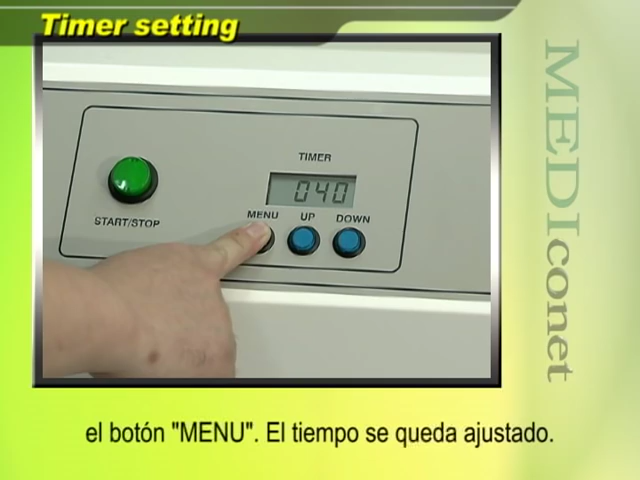 Timer setting
TIMER
040
MENU UP DOWN
START/STOP
MEDIconet
el botón "MENU". El tiempo se queda ajustado.